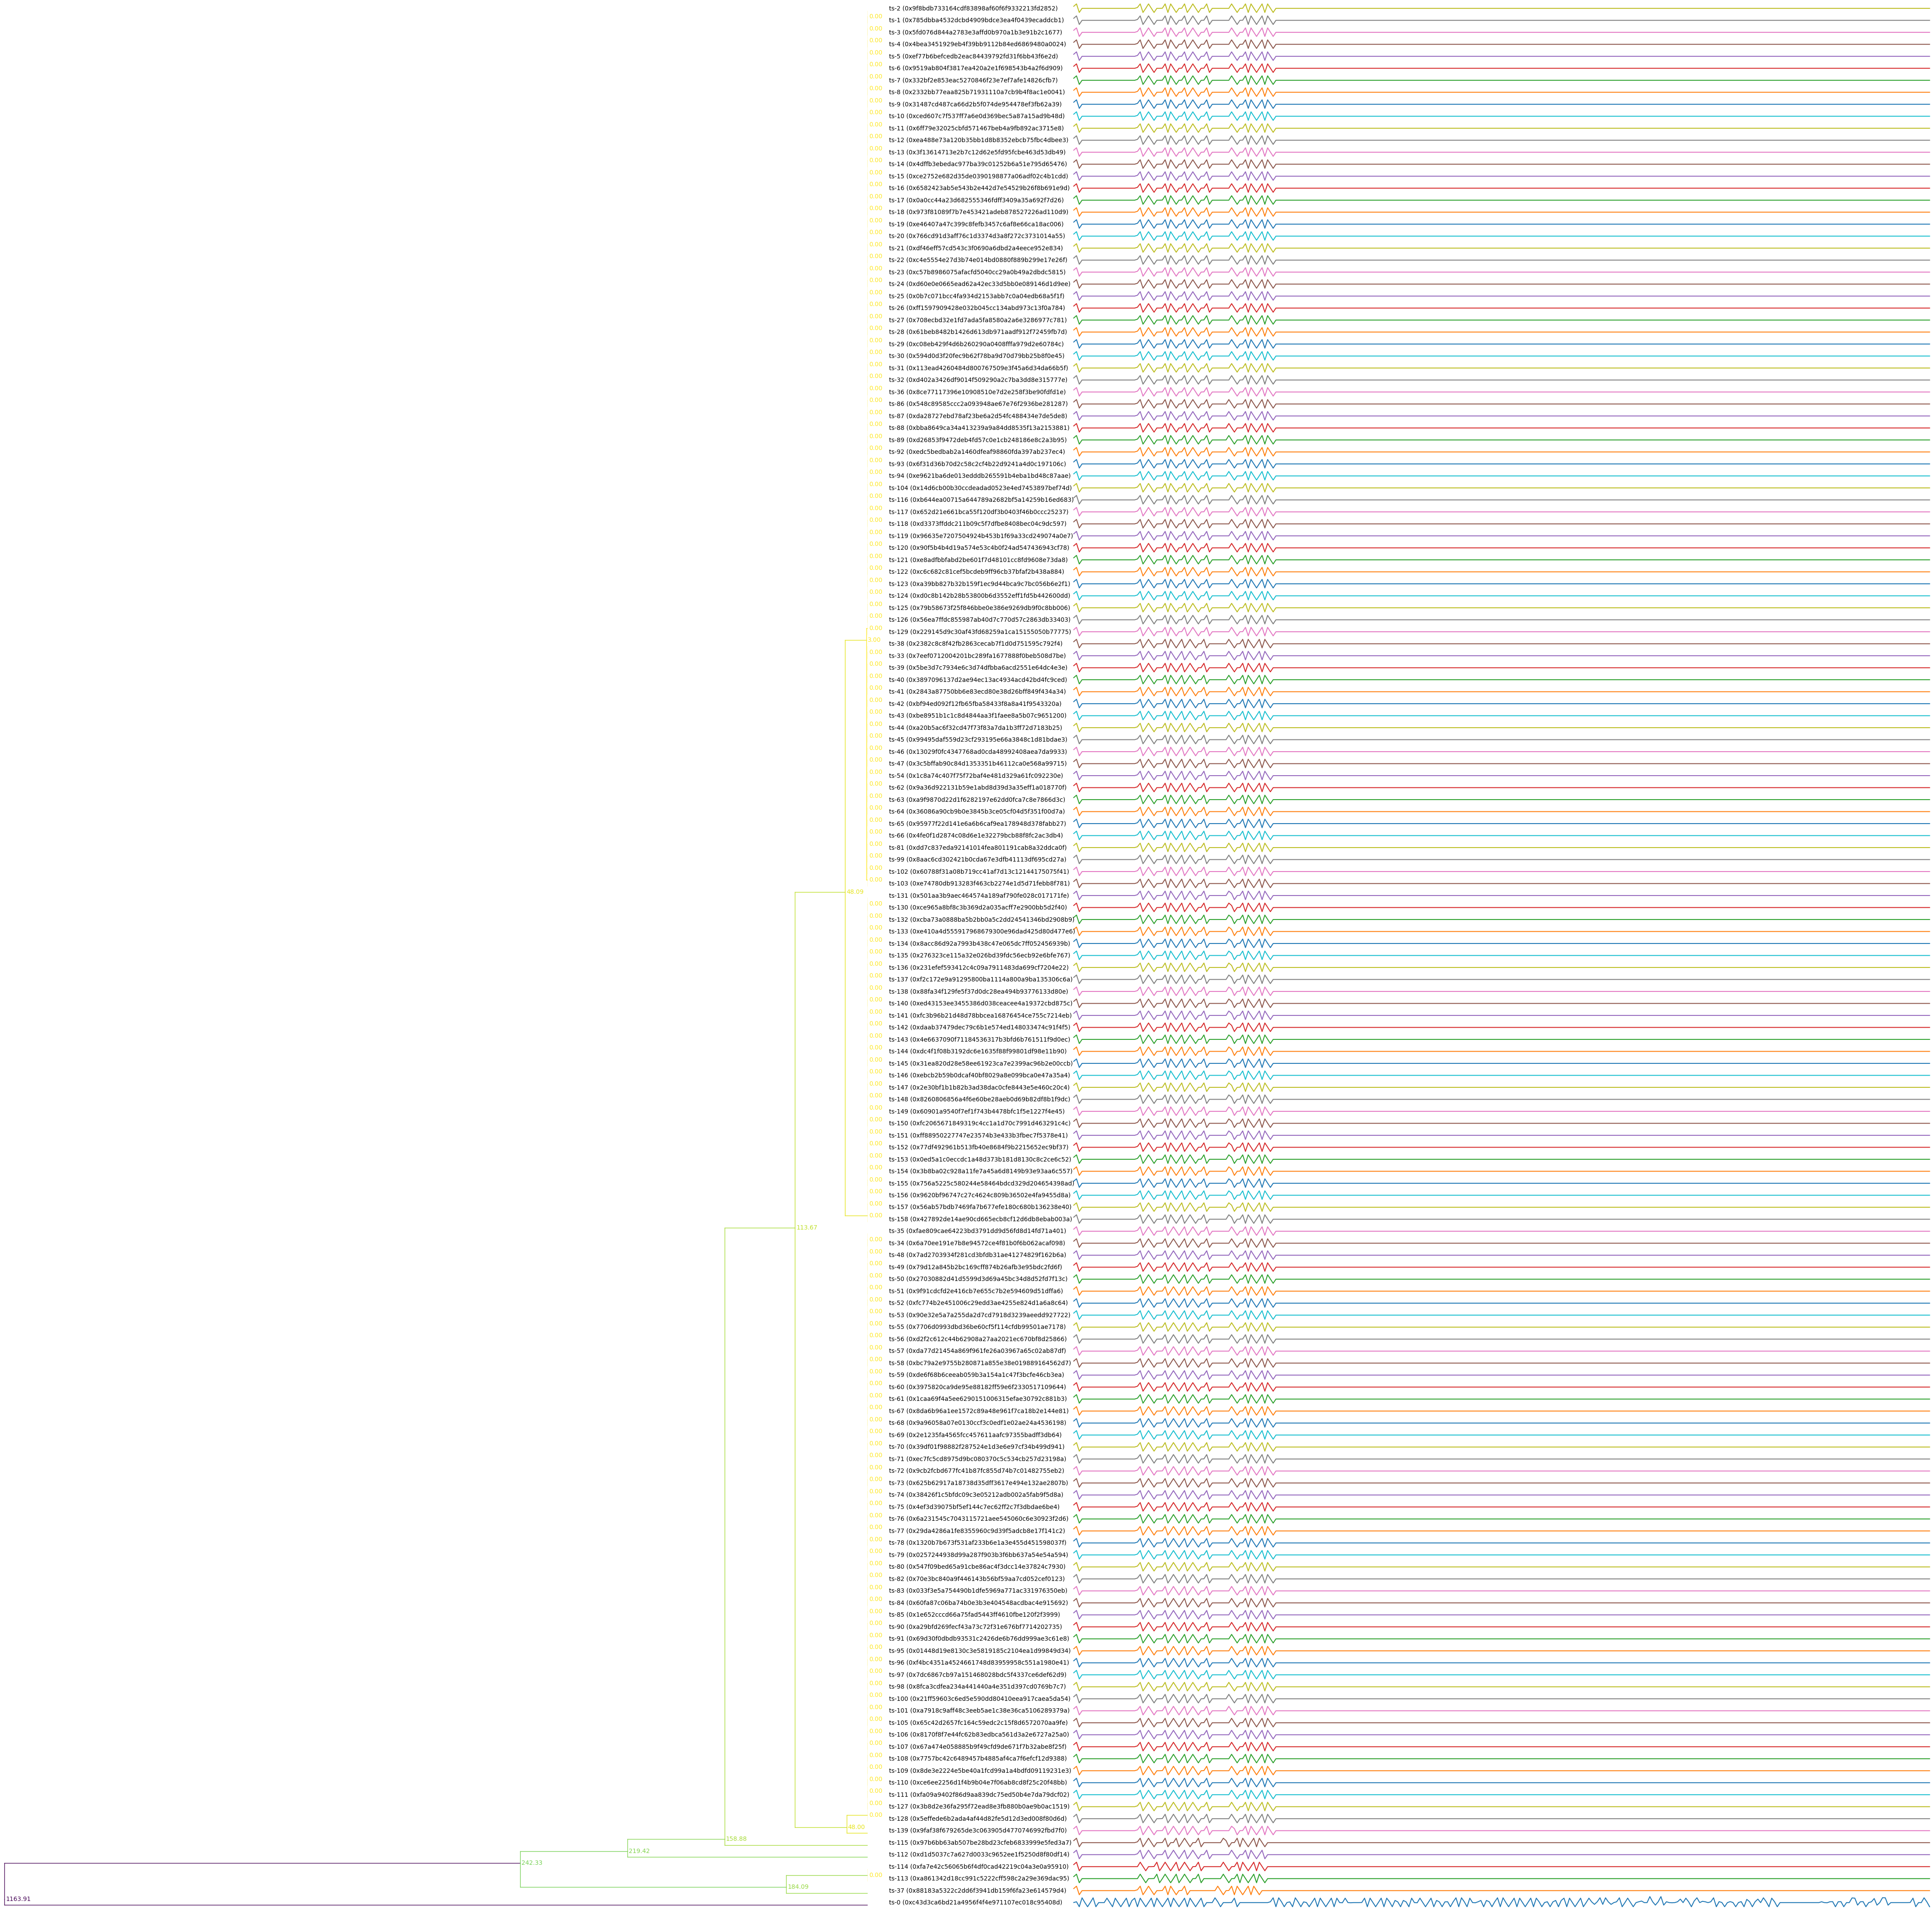 ts-2 (0x9f8bdb733164cdf83898af60f6f9332213fd2852)
ts-1 (0x785dbba4532dcbd4909bdce3ea4f0439ecaddcb1)
ts-3 (0x5fd076d844a2783e3affd0b970a1b3e91b2c1677)
ts-4 (0x4bea3451929eb4f39bb9112b84ed6869480a0024)
ts-5 (0xef77b6befcedb2eac84439792fd31f6bb43f6e2d)
ts-6 (0x9519ab804f3817ea420a2e1f698543b4a2f6d909)
ts-7 (0x332bf2e853eac5270846f23e7ef7afe14826cfb7)
ts-8 (0x2332bb77eaa825b71931110a7cb9b4f8ac1e0041)
ts-9 (0x31487cd487ca66d2b5f074de954478ef3fb62a39)
ts-10 (0xced607c7f537ff7a6e0d369bec5a87a15ad9b48d)
ts-11 (0x6ff79e32025cbfd571467beb4a9fb892ac3715e8)
ts-12 (0xea488e73a120b35bb1d8b8352ebcb75fbc4dbee3)
ts-13 (0x3f13614713e2b7c12d62e5fd95fcbe463d53db49)
ts-14 (0x4dffb3ebedac977ba39c01252b6a51e795d65476)
ts-15 (0xce2752e682d35de0390198877a06adf02c4b1cdd)
ts-16 (0x6582423ab5e543b2e442d7e54529b26f8b691e9d)
ts-17 (0x0a0cc44a23d682555346fdff3409a35a692f7d26)
ts-18 (0x973f81089f7b7e453421adeb878527226ad110d9)
ts-19 (0xe46407a47c399c8fefb3457c6af8e66ca18ac006)
ts-20 (0x766cd91d3aff76c1d3374d3a8f272c3731014a55)
ts-21 (0xdf46eff57cd543c3f0690a6dbd2a4eece952e834)
ts-22 (0xc4e5554e27d3b74e014bd0880f889b299e17e26f)
ts-23 (0xc57b8986075afacfd5040cc29a0b49a2dbdc5815)
ts-24 (0xd60e0e0665ead62a42ec33d5bb0e089146d1d9ee)
ts-25 (0x0b7c071bcc4fa934d2153abb7c0a04edb68a5f1f)
ts-26 (0xff1597909428e032b045cc134abd973c13f0a784)
ts-27 (0x708ecbd32e1fd7ada5fa8580a2a6e3286977c781)
ts-28 (0x61beb8482b1426d613db971aadf912f72459fb7d)
ts-29 (0xc08eb429f4d6b260290a0408fffa979d2e60784c)
ts-30 (0x594d0d3f20fec9b62f78ba9d70d79bb25b8f0e45)
ts-31 (0x113ead4260484d800767509e3f45a6d34da66b5f)
ts-32 (0xd402a3426df9014f509290a2c7ba3dd8e315777e)
ts-36 (0x8ce77117396e10908510e7d2e258f3be90fdfd1e)
ts-86 (0x548c89585ccc2a093948ae67e76f2936be281287)
ts-87 (0xda28727ebd78af23be6a2d54fc488434e7de5de8)
ts-88 (0xbba8649ca34a413239a9a84dd8535f13a2153881)
ts-89 (0xd26853f9472deb4fd57c0e1cb248186e8c2a3b95)
ts-92 (0xedc5bedbab2a1460dfeaf98860fda397ab237ec4)
ts-93 (0x6f31d36b70d2c58c2cf4b22d9241a4d0c197106c)
ts-94 (0xe9621ba6de013edddb265591b4eba1bd48c87aae)
ts-104 (0x14d6cb00b30ccdeadad0523e4ed7453897bef74d)
ts-116 (0xb644ea00715a644789a2682bf5a14259b16ed683)
ts-117 (0x652d21e661bca55f120df3b0403f46b0ccc25237)
ts-118 (0xd3373ffddc211b09c5f7dfbe8408bec04c9dc597)
ts-119 (0x96635e7207504924b453b1f69a33cd249074a0e7)
ts-120 (0x90f5b4b4d19a574e53c4b0f24ad547436943cf78)
ts-121 (0xe8adfbbfabd2be601f7d48101cc8fd9608e73da8)
ts-122 (0xc6c682c81cef5bcdeb9ff96cb37bfaf2b438a884)
ts-123 (0xa39bb827b32b159f1ec9d44bca9c7bc056b6e2f1)
ts-124 (0xd0c8b142b28b53800b6d3552eff1fd5b442600dd)
ts-125 (0x79b58673f25f846bbe0e386e9269db9f0c8bb006)
ts-126 (0x56ea7ffdc855987ab40d7c770d57c2863db33403)
ts-129 (0x229145d9c30af43fd68259a1ca15155050b77775)
ts-38 (0x2382c8c8f42fb2863cecab7f1d0d751595c792f4)
ts-33 (0x7eef0712004201bc289fa1677888f0beb508d7be)
ts-39 (0x5be3d7c7934e6c3d74dfbba6acd2551e64dc4e3e)
ts-40 (0x3897096137d2ae94ec13ac4934acd42bd4fc9ced)
ts-41 (0x2843a87750bb6e83ecd80e38d26bff849f434a34)
ts-42 (0xbf94ed092f12fb65fba58433f8a8a41f9543320a)
ts-43 (0xbe8951b1c1c8d4844aa3f1faee8a5b07c9651200)
ts-44 (0xa20b5ac6f32cd47f73f83a7da1b3ff72d7183b25)
ts-45 (0x99495daf559d23cf293195e66a3848c1d81bdae3)
ts-46 (0x13029f0fc4347768ad0cda48992408aea7da9933)
ts-47 (0x3c5bffab90c84d1353351b46112ca0e568a99715)
ts-54 (0x1c8a74c407f75f72baf4e481d329a61fc092230e)
ts-62 (0x9a36d922131b59e1abd8d39d3a35eff1a018770f)
ts-63 (0xa9f9870d22d1f6282197e62dd0fca7c8e7866d3c)
ts-64 (0x36086a90cb9b0e3845b3ce05cf04d5f351f00d7a)
ts-65 (0x95977f22d141e6a6b6caf9ea178948d378fabb27)
ts-66 (0x4fe0f1d2874c08d6e1e32279bcb88f8fc2ac3db4)
ts-81 (0xdd7c837eda92141014fea801191cab8a32ddca0f)
ts-99 (0x8aac6cd302421b0cda67e3dfb41113df695cd27a)
ts-102 (0x60788f31a08b719cc41af7d13c12144175075f41)
ts-103 (0xe74780db913283f463cb2274e1d5d71febb8f781)
49.09
ts-131 (0x501aa3b9aec464574a189af790fe028c017171fe)
ts-130 (0xce965a8bf8c3b369d2a035acff7e2900bb5d2f40)
ts-132 (0xcba73a0888ba5b2bb0a5c2dd24541346bd2908b9)
ts-133 (0xe410a4d555917968679300e96dad425d80d477e6)
ts-134 (0x8acc86d92a7993b438c47e065dc7ff052456939b)
ts-135 (0x276323ce115a32e026bd39fdc56ecb92e6bfe767)
ts-136 (0x231efef593412c4c09a7911483da699cf7204e22)
ts-137 (0xf2c172e9a91295800ba1114a800a9ba135306c6a)
ts-138 (0x88fa34f129fe5f37d0dc28ea494b93776133d80e)
ts-140 (0xed43153ee3455386d038ceacee4a19372cbd875c)
ts-141 (0xfc3b96b21d48d78bbcea16876454ce755c7214eb)
ts-142 (0xdaab37479dec79c6b1e574ed148033474c91f4f5)
ts-143 (0x4e6637090f71184536317b3bfd6b761511f9d0ec)
ts-144 (0xdc4f1f08b3192dc6e1635f88f99801df98e11b90)
ts-145 (0x31ea820d28e58ee61923ca7e2399ac96b2e00ccb)
ts-146 (0xebcb2b59b0dcaf40bf8029a8e099bca0e47a35a4)
ts-147 (0x2e30bf1b1b82b3ad38dac0cfe8443e5e460c20c4)
ts-148 (0x8260806856a4f6e60be28aeb0d69b82df8b1f9dc)
ts-149 (0x60901a9540f7ef1f743b4478bfc1f5e1227f4e45)
ts-150 (0xfc2065671849319c4cc1a1d70c7991d463291c4c)
ts-151 (0xff88950227747e23574b3e433b3fbec7f5378e41)
ts-152 (0x77df492961b513fb40e8684f9b2215652ec9bf37)
ts-153 (0x0ed5a1c0eccdc1a48d373b181d8130c8c2ce6c52)
ts-154 (0x3b8ba02c928a11fe7a45a6d8149b93e93aa6c557)
ts-155 (0x756a5225c580244e58464bdcd329d204654398ad)
ts-156 (0x9620bf96747c27c4624c809b36502e4fa9455d8a)
ts-157 (0x56ab57bdb7469fa7b677efe180c680b136238e40)
ts-158 (0x427892de14ae90cd665ecb8cf12d6db8ebab003a)
113.67
ts-35 (0xfae809cae64223bd3791dd9d56fd8d14fd71a401)
ts-34 (0x6a70ee191e7b8e94572ce4f81b0f6b062acaf098)
ts-48 (0x7ad2703934f281cd3bfdb31ae41274829f162b6a)
ts-49 (0x79d12a845b2bc169cff874b26afb3e95bdc2fd6f)
ts-50 (0x27030882d41d5599d3d69a45bc34d8d52fd7f13c)
ts-51 (0x9f91cdcfd2e416cb7e655c7b2e594609d51dffa6)
ts-52 (0xfc774b2e451006c29edd3ae4255e824d1a6a8c64)
ts-53 (0x90e32e5a7a255da2d7cd7918d3239aeedd927722)
ts-55 (0x7706d0993dbd36be60cf5f114cfdb99501ae7178)
ts-56 (0xd2f2c612c44b62908a27aa2021ec670bf8d25866)
ts-57 (0xda77d21454a869f961fe26a03967a65c02ab87df)
ts-58 (0xbc79a2e9755b280871a855e38e019889164562d7)
ts-59 (0xde6f68b6ceeab059b3a154a1c47f3bcfe46cb3ea)
ts-60 (0x3975820ca9de95e88182ff59e6f2330517109644)
ts-61 (0x1caa69f4a5ee6290151006315efae30792c881b3)
ts-67 (0x8da6b96a1ee1572c89a48e961f7ca18b2e144e81)
ts-68 (0x9a96058a07e0130ccf3c0edf1e02ae24a4536198)
ts-69 (0x2e1235fa4565fcc457611aafc97355badff3db64)
ts-70 (0x39df01f98882f287524e1d3e6e97cf34b499d941)
ts-71 (0xec7fc5cd8975d9bc080370c5c534cb257d23198a)
ts-72 (0x9cb2fcbd677fc41b87fc855d74b7c01482755eb2)
ts-73 (0x625b62917a18738d35dff3617e494e132ae2807b)
ts-74 (0x38426f1c5bfdc09c3e05212adb002a5fab9f5d8a)
ts-75 (0x4ef3d39075bf5ef144c7ec62ff2c7f3dbdae6be4)
ts-76 (0x6a231545c7043115721aee545060c6e30923f2d6)
ts-77 (0x29da4286a1fe8355960c9d39f5adcb8e17f141c2)
ts-78 (0x1320b7b673f531af233b6e1a3e455d451598037f)
ts-79 (0x0257244938d99a287f903b3f6bb637a54e54a594)
ts-80 (0x547f09bed65a91cbe86ac4f3dcc14e37824c7930)
ts-82 (0x70e3bc840a9f446143b56bf59aa7cd052cef0123)
ts-83 (0x033f3e5a754490b1dfe5969a771ac331976350eb)
ts-84 (0x60fa87c06ba74b0e3b3e404548acdbac4e915692)
ts-85 (0x1e652cccd66a75fad5443ff4610fbe120f2f3999)
ts-90 (0xa29bfd269fecf43a73c72f31e676bf7714202735)
ts-91 (0x69d30f0dbdb93531c2426de6b76dd999ae3c61e8)
ts-95 (0x01448d19e8130c3e5819185c2104ea1d99849d34)
ts-96 (0xf4bc4351a4524661748d83959958c551a1980e41)
ts-97 (0x7dc6867cb97a151468028bdc5f4337ce6def62d9)
ts-98 (0x8fca3cdfea234a441440a4e351d397cd0769b7c7)
ts-100 (0x21ff59603c6ed5e590dd80410eea917caea5da54)
ts-101 (0xa7918c9aff48c3eeb5ae1c38e36ca5106289379a)
ts-105 (0x65c42d2657fc164c59edc2c15f8d6572070aa9fe)
ts-106 (0x8170f8f7e44fc62b83edbca561d3a2e6727a25a0)
ts-107 (0x67a474e058885b9f49cfd9de671f7b32abe8f25f)
ts-108 (0x7757bc42c6489457b4885af4ca7f6efcf12d9388)
ts-109 (0x8de3e2224e5be40a1fcd99a1a4bdfd09119231e3)
ts-110 (0xce6ee2256d1f4b9b04e7f06ab8cd8f25c20f48bb)
ts-111 (0xfa09a9402f86d9aa839dc75ed50b4e7da79dcf02)
ts-127 (0x3b8d2e36fa295f72ead8e3fb880b0ae9b0ac1519)
ts-128 (0x5effede6b2ada4af44d82fe5d12d3ed008f80d6d)
48.00
ts-139 (0x9faf38f679265de3c063905d4770746992fbd7f0)
158.88
ts-115 (0x97b6bb63ab507be28bd23cfeb6833999e5fed3a7)
219.42
ts-112 (0xd1d5037c7a627d0033c9652ee1f5250d8f80df14)
242.33
ts-114 (0xfa7e42c56065b6f4df0cad42219c04a3e0a95910)
0.00
ts-113 (0xa861342d18cc991c5222cff598c2a29e369dac95)
184.09
ts-37 (0x88183a5322c2dd6f3941db159f6fa23e614579d4)
1163.91
ts-0 (0xc43d3ca6bd21a4956f4f4e971107ec018c95408d)